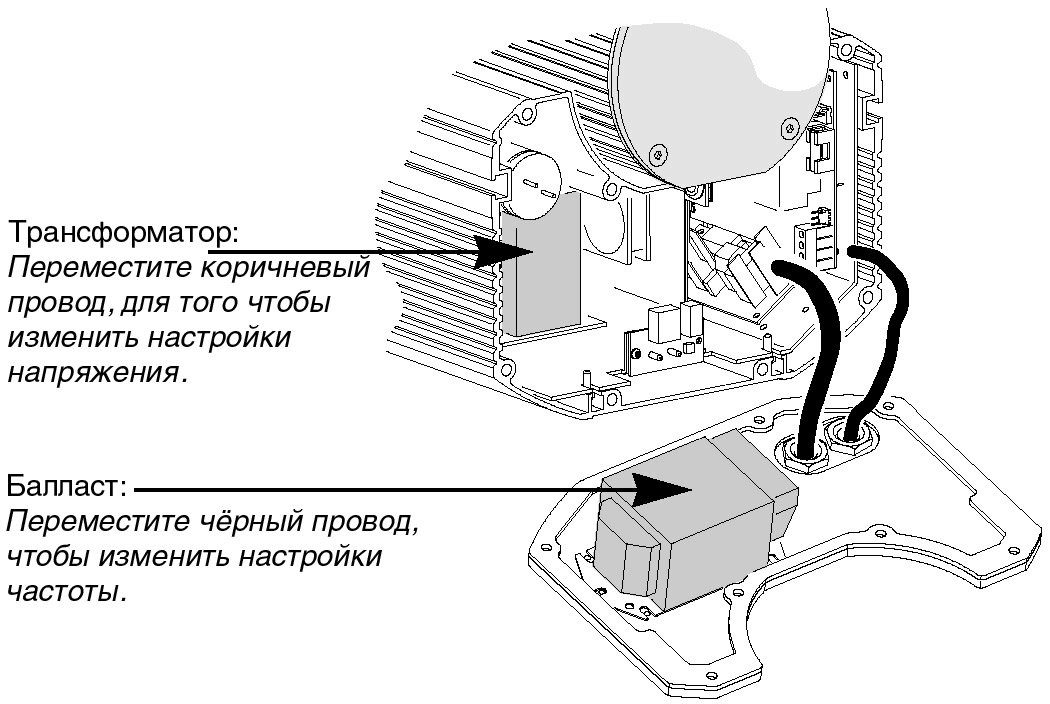 Трансформатор:
Переместите коричневый
провод, для того чтобы
изменить настройки
напряжения.
Балласт:
Переместите чёрный провод,
чтобы изменить настройки
частоты.